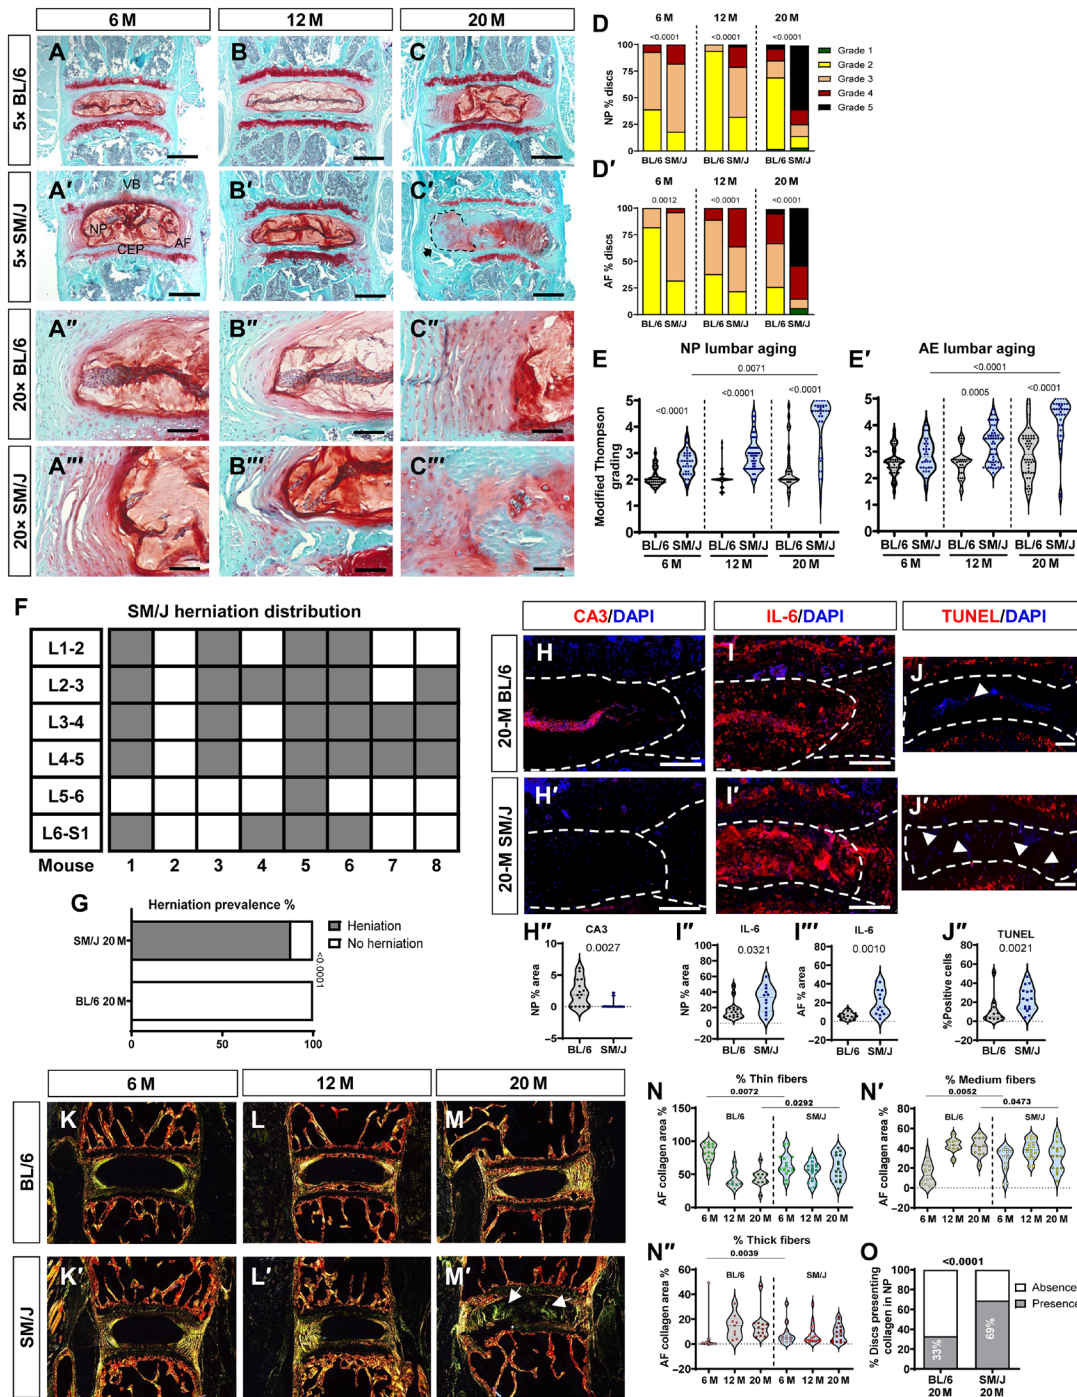 6 M
12 M
20 M
5× BL/6
A
B
C
5× SM/J
A′
VB
NP
AF
CEP
B′
C′
20× BL/6
A″
B″
C″
20× SM/J
A‴
B‴
C‴
D
6 M 12 M 20 M
<0.0001 <0.0001 <0.0001
NP % discs
100
75
50
25
0
BL/6 SM/J BL/6 SM/J BL/6 SM/J
Grade 1
Grade 2
Grade 3
Grade 4
Grade 5
D′
6 M 12 M 20 M
0.0012 <0.0001 <0.0001
AF % discs
100
75
50
25
0
BL/6 SM/J BL/6 SM/J BL/6 SM/J
E
NP lumbar aging
0.0071
<0.0001 <0.0001 <0.0001
Modified Thompson grading
5
4
3
2
1
0
BL/6 SM/J BL/6 SM/J BL/6 SM/J
6 M 12 M 20 M
E′
AE lumbar aging
<0.0001
0.0005 <0.0001
5
4
3
2
1
0
BL/6 SM/J BL/6 SM/J BL/6 SM/J
6 M 12 M 20 M
F
SM/J herniation distribution
L1-2
L2-3
L3-4
L4-5
L5-6
L6-S1
Mouse 1 2 3 4 5 6 7 8
G
Herniation prevalence %
SM/J 20 M
BL/6 20 M
0 100
<0.0001
Heniation
No herniation
CA3/DAPI
IL-6/DAPI
TUNEL/DAPI
20-M BL/6
H
I
J
20-M SM/J
H′
I′
J′
H″
CA3
0.0027
NP % area
10
5
0
−5
BL/6 SM/J
I″
IL-6
0.0321
NP % area
100
80
60
40
20
0
−20
BL/6 SM/J
I‴
IL-6
0.0010
AF % area
100
80
60
40
20
0
−20
BL/6 SM/J
J″
TUNEL
0.0021
%Positive cells
60
40
20
0
−20
BL/6 SM/J
6 M
12 M
20 M
BL/6
K
L
M
SM/J
K′
L′
M′
N
% Thin fibers
0.0072
0.0292
BL/6 SM/J
AF collagen area %
150
100
50
0
6 M 12 M 20 M 6 M 12 M 20 M
N′
% Medium fibers
0.0052
0.0473
BL/6 SM/J
AF collagen area %
80
60
40
20
0
−20
6 M 12 M 20 M 6 M 12 M 20 M
N″
% Thick fibers
0.0039
BL/6 SM/J
AF collagen area %
60
40
20
0
−20
6 M 12 M 20 M 6 M 12 M 20 M
O
<0.0001
% Discs presenting
collagen in NP
100
80
60
40
20
0
33%
69%
BL/6 SM/J
20 M 20 M
Absence
Presence